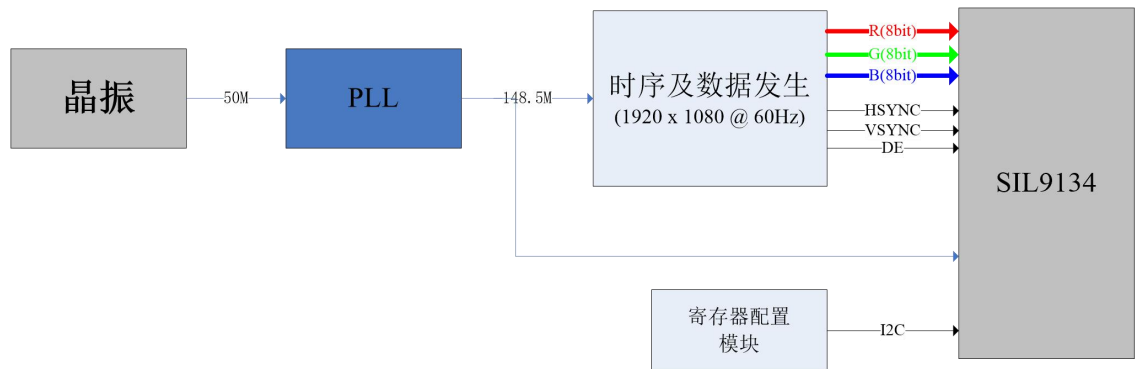 晶振
50M
PLL
148.5M
时序及数据发生
(1920 x 1080 @ 60Hz)
R(8bit)
G(8bit)
B(8bit)
HSYNC
VSYNC
DE
SIL9134
寄存器配置
模块
I2C